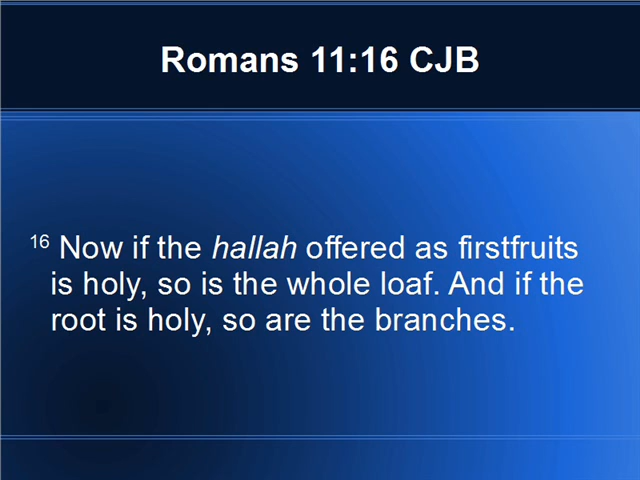 Romans 11:16 CJB
16 Now if the hallah offered as firstfruits
is holy, so is the whole loaf. And if the
root is holy, so are the branches.